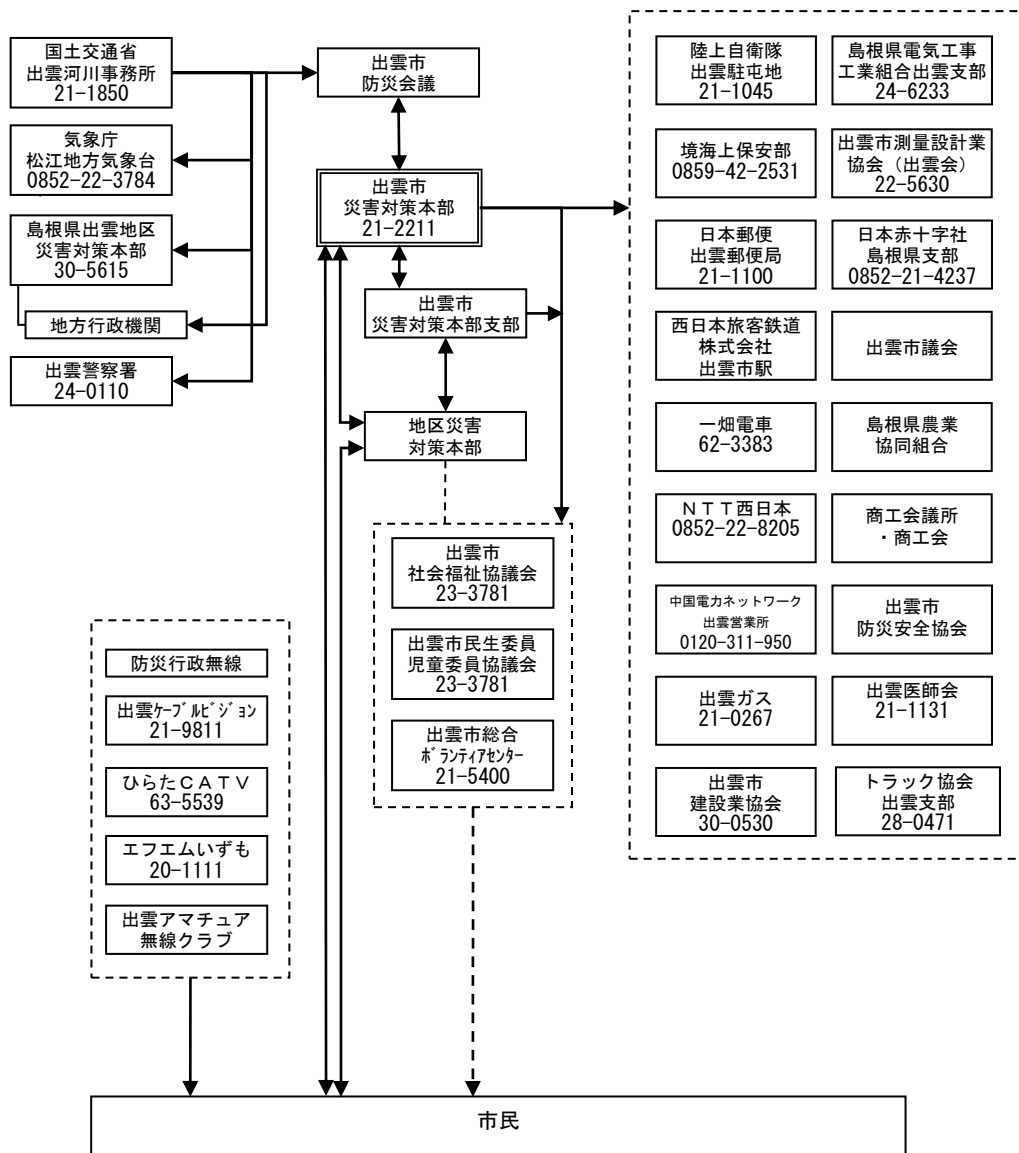 国土交通省
出雲河川事務所
21-1850
気象庁
松江地方気象台
0852-22-3784
島根県出雲地区
災害対策本部
30-5615
地方行政機関
出雲警察署
24-0110
出雲市
防災会議
出雲市
災害対策本部
21-2211
出雲市
災害対策本部支部
地区災害
対策本部
出雲市
社会福祉協議会
23-3781
出雲市民生委員
児童委員協議会
23-3781
出雲市総合
ﾎﾞﾗﾝﾃｨｱｾﾝﾀｰ
21-5400
防災行政無線
出雲ｹｰﾌﾞﾙﾋﾞｼﾞｮﾝ
21-9811
ひらたＣＡＴＶ
63-5539
エフエムいずも
20-1111
出雲アマチュア
無線クラブ
陸上自衛隊
出雲駐屯地
21-1045
島根県電気工事
工業組合出雲支部
24-6233
境海上保安部
0859-42-2531
出雲市測量設計業
協会（出雲会）
22-5630
日本郵便
出雲郵便局
21-1100
日本赤十字社
島根県支部
0852-21-4237
西日本旅客鉄道
株式会社
出雲市駅
出雲市議会
一畑電車
62-3383
島根県農業
協同組合
ＮＴＴ西日本
0852-22-8205
商工会議所
・商工会
中国電力ネットワーク
出雲営業所
0120-311-950
出雲市
防災安全協会
出雲ガス
21-0267
出雲医師会
21-1131
出雲市
建設業協会
30-0530
トラック協会
出雲支部
28-0471
市民